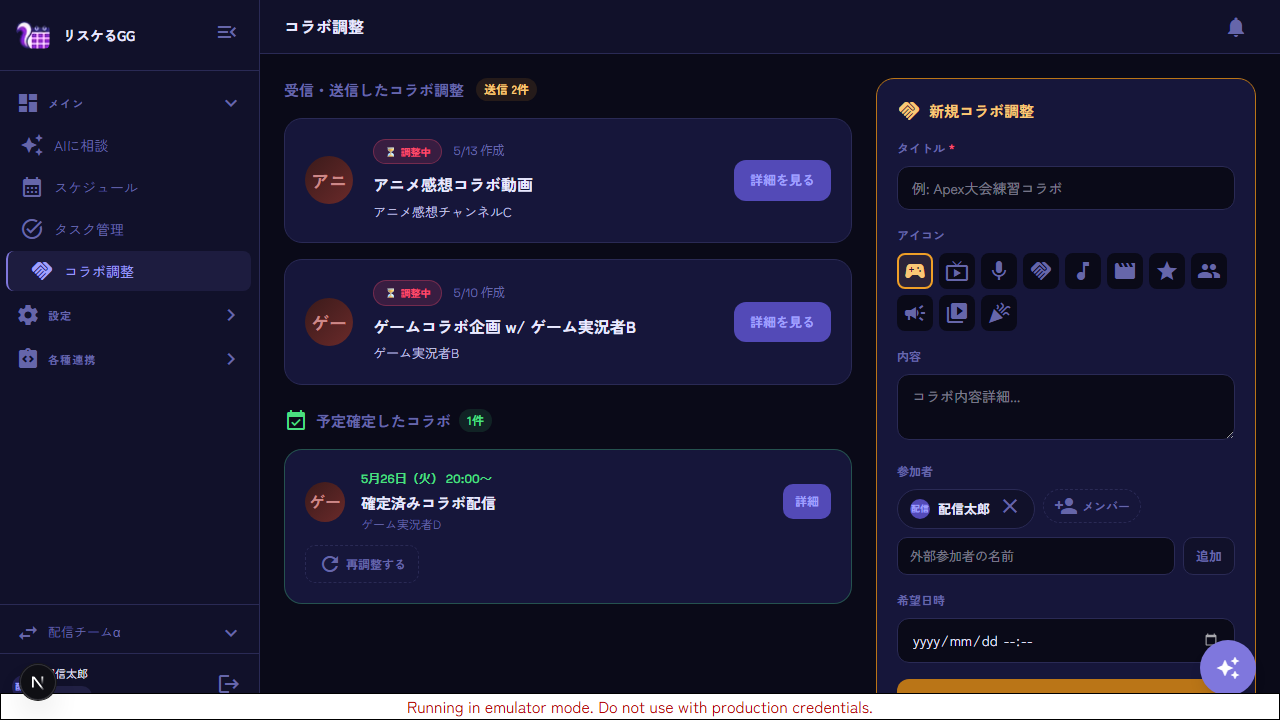 リスケるGG
メイン
AIに相談
スケジュール
タスク管理
コラボ調整
設定
各種連携
配信チームα
信太郎
N
コラボ調整
受信・送信したコラボ調整
送信 2件
アニ
調整中
5/13 作成
アニメ感想コラボ動画
アニメ感想チャンネルC
詳細を見る
ゲー
調整中
5/10 作成
ゲームコラボ企画 w/ ゲーム実況者B
ゲーム実況者B
詳細を見る
予定確定したコラボ
1件
ゲー
5月26日（火） 20:00〜
確定済みコラボ配信
ゲーム実況者D
詳細
再調整する
新規コラボ調整
タイトル *
例: Apex大会練習コラボ
アイコン
内容
コラボ内容詳細...
参加者
配信
配信太郎
メンバー
外部参加者の名前
追加
希望日時
yyyy/mm/dd --:--
Running in emulator mode. Do not use with production credentials.